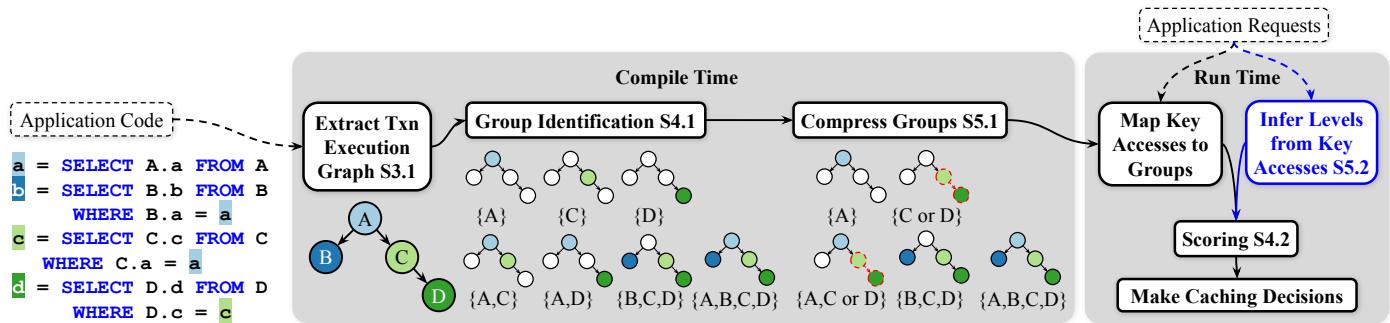 Application Requests
Compile Time
Run Time
Application Code
Extract Txn
Execution
Graph S3.1
Group Identification S4.1
Compress Groups S5.1
Map Key
Accesses to
Groups
Infer Levels
from Key
Accesses S5.2
Scoring S4.2
Make Caching Decisions
a = SELECT A.a FROM A
b = SELECT B.b FROM B
WHERE B.a = a
c = SELECT C.c FROM C
WHERE C.a = a
d = SELECT D.d FROM D
WHERE D.c = c
A
B
C
D
{A}
{C}
{D}
{A,C}
{A,D}
{B,C,D}
{A,B,C,D}
{A}
{C or D}
{A,C or D}
{B,C,D}
{A,B,C,D}